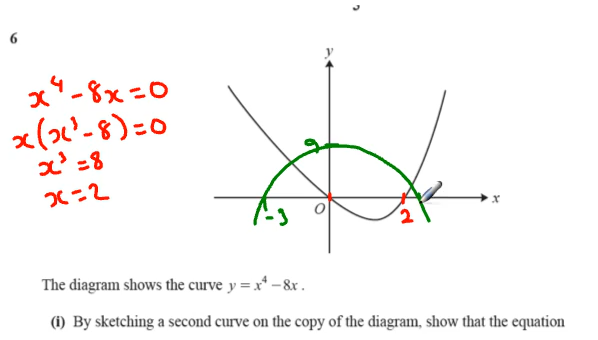 6
x⁴ - 8x = 0
x(x³ - 8) = 0
x³ = 8
x = 2
y
9
-3
O
2
x
The diagram shows the curve y = x⁴ – 8x .
(i) By sketching a second curve on the copy of the diagram, show that the equation